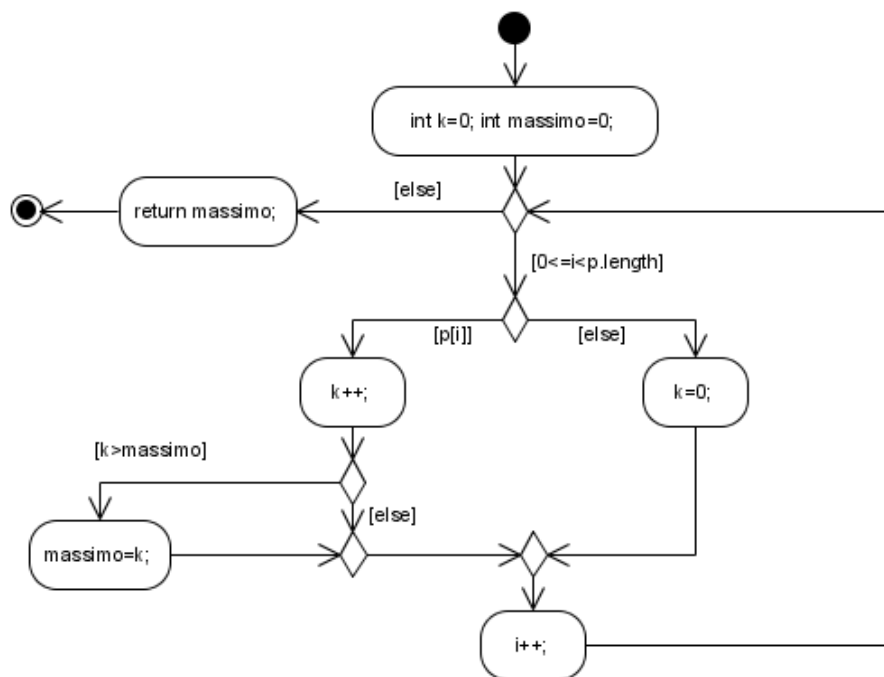 int k=0; int massimo=0;
[else]
return massimo;
[0<=i<p.length]
[p[i]]
[else]
k++;
k=0;
[k>massimo]
[else]
massimo=k;
i++;